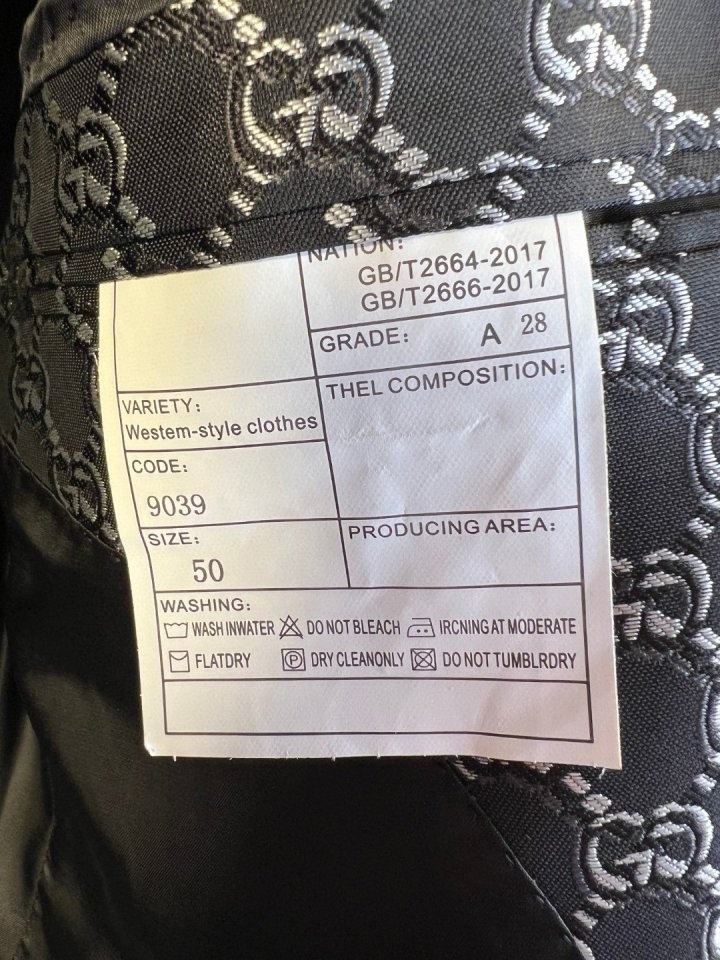 NATION:
GB/T2664-2017
GB/T2666-2017
GRADE: A 28
VARIETY:
Westem-style clothes
THEL COMPOSITION:
CODE:
9039
SIZE:
50
PRODUCING AREA:
WASHING:
WASH INWATER DO NOT BLEACH IRCNING AT MODERATE
FLATDRY P DRY CLEANONLY DO NOT TUMBLRDRY